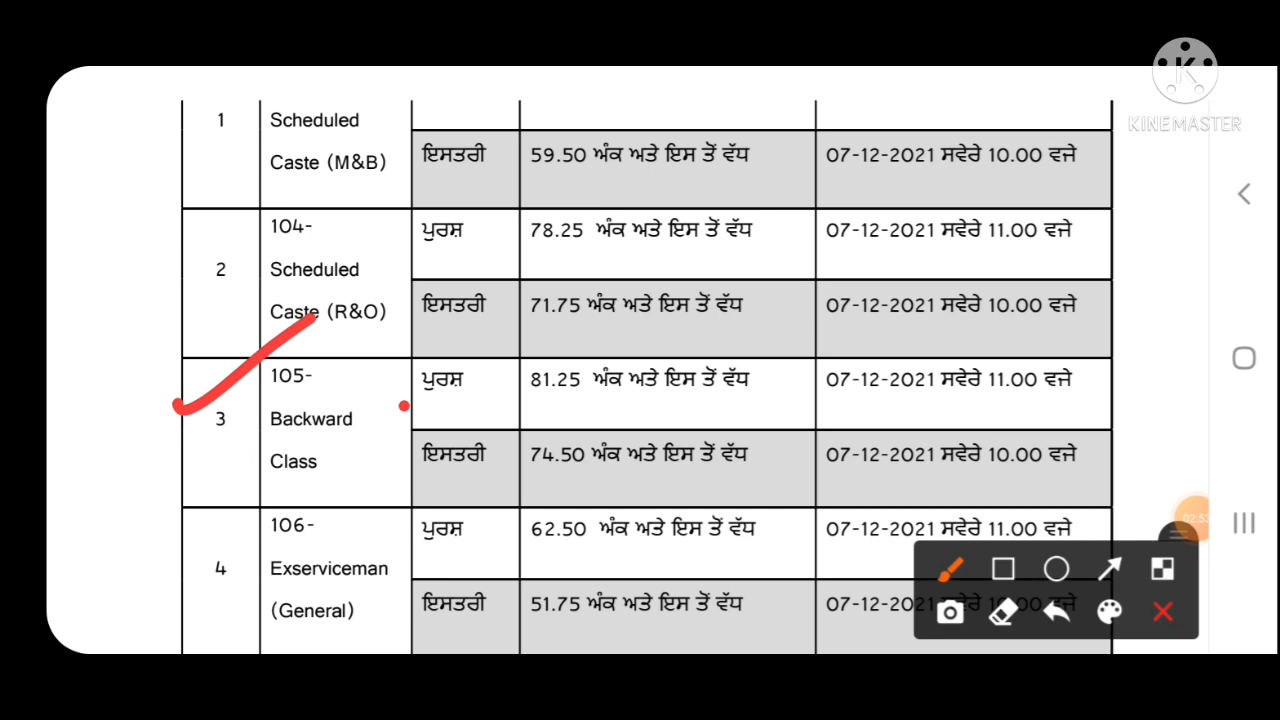 KINEMASTER
1
Scheduled
Caste (M&B)
ਇਸਤਰੀ
59.50 ਅੰਕ ਅਤੇ ਇਸ ਤੋਂ ਵੱਧ
07-12-2021 ਸਵੇਰੇ 10.00 ਵਜੇ
2
104-
Scheduled
Caste (R&O)
ਪੁਰਸ਼
78.25 ਅੰਕ ਅਤੇ ਇਸ ਤੋਂ ਵੱਧ
07-12-2021 ਸਵੇਰੇ 11.00 ਵਜੇ
ਇਸਤਰੀ
71.75 ਅੰਕ ਅਤੇ ਇਸ ਤੋਂ ਵੱਧ
07-12-2021 ਸਵੇਰੇ 10.00 ਵਜੇ
3
105-
Backward
Class
ਪੁਰਸ਼
81.25 ਅੰਕ ਅਤੇ ਇਸ ਤੋਂ ਵੱਧ
07-12-2021 ਸਵੇਰੇ 11.00 ਵਜੇ
ਇਸਤਰੀ
74.50 ਅੰਕ ਅਤੇ ਇਸ ਤੋਂ ਵੱਧ
07-12-2021 ਸਵੇਰੇ 10.00 ਵਜੇ
4
106-
Exserviceman
(General)
ਪੁਰਸ਼
62.50 ਅੰਕ ਅਤੇ ਇਸ ਤੋਂ ਵੱਧ
07-12-2021 ਸਵੇਰੇ 11.00 ਵਜੇ
ਇਸਤਰੀ
51.75 ਅੰਕ ਅਤੇ ਇਸ ਤੋਂ ਵੱਧ
07-12-2021 ਵਜੇ